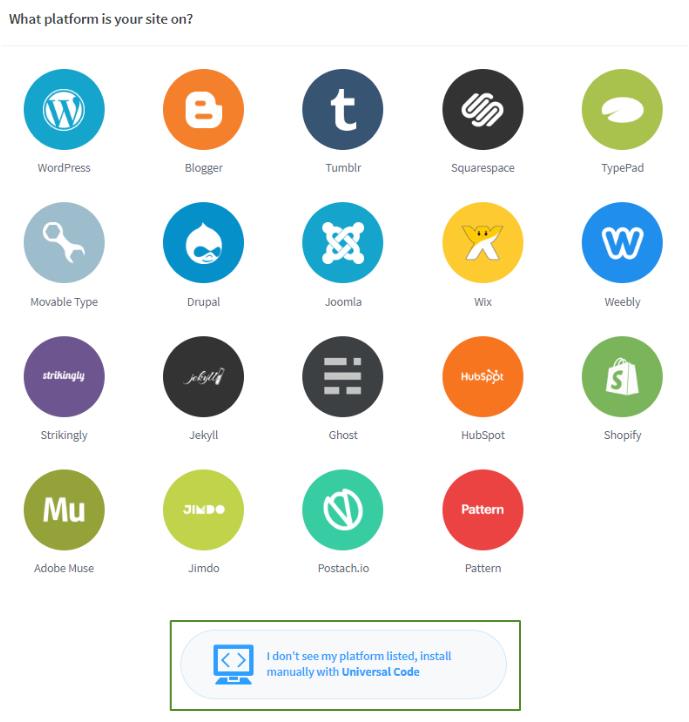 What platform is your site on?
WordPress
Blogger
Tumblr
Squarespace
TypePad
Movable Type
Drupal
Joomla
Wix
Weebly
strikingly
jekyll
HubSpot
Strikingly
Jekyll
Ghost
HubSpot
Shopify
Mu
JIMDO
Pattern
Adobe Muse
Jimdo
Postach.io
Pattern
I don't see my platform listed, install
manually with Universal Code